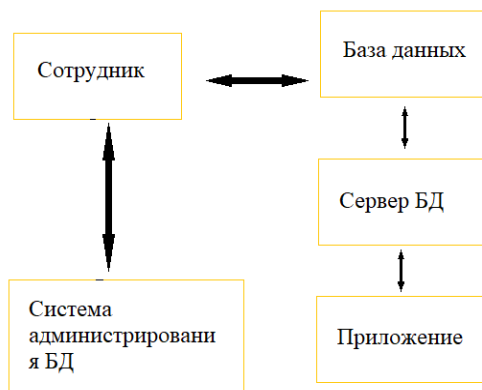 Сотрудник
База данных
Сервер БД
Система
администрировани
я БД
Приложение